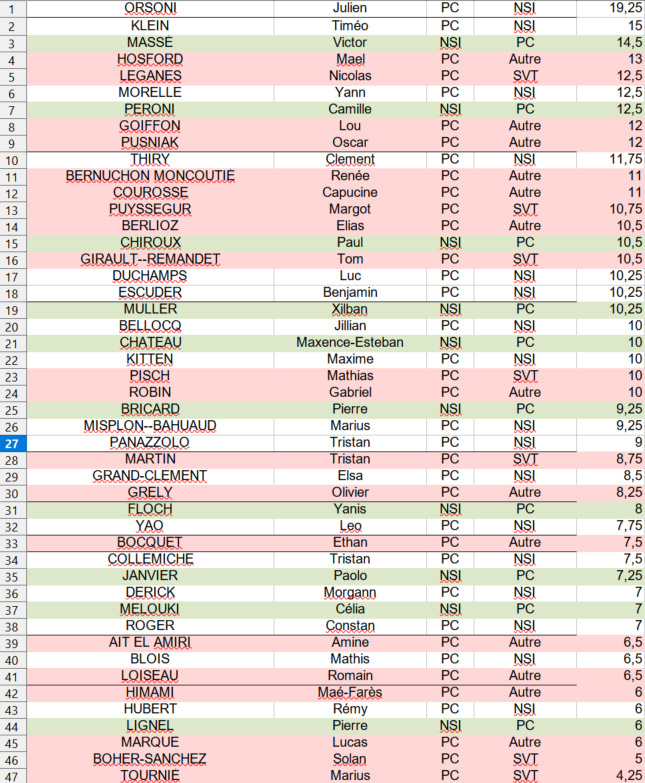 1 ORSONI Julien PC NSI 19,25
2 KLEIN Timéo PC NSI 15
3 MASSE Victor NSI PC 14,5
4 HOSFORD Mael PC Autre 13
5 LEGANES Nicolas PC SVT 12,5
6 MORELLE Yann PC NSI 12,5
7 PERONI Camille NSI PC 12,5
8 GOIFFON Lou PC Autre 12
9 PUSNIAK Oscar PC Autre 12
10 THIRY Clement PC NSI 11,75
11 BERNUCHON MONCOUTIE Renée PC Autre 11
12 COUROSSE Capucine PC Autre 11
13 PUYSSEGUR Margot PC SVT 10,75
14 BERLIOZ Elias PC Autre 10,5
15 CHIROUX Paul NSI PC 10,5
16 GIRAULT--REMANDET Tom PC SVT 10,5
17 DUCHAMPS Luc PC NSI 10,25
18 ESCUDER Benjamin PC NSI 10,25
19 MULLER Xilban NSI PC 10,25
20 BELLOCQ Jillian PC NSI 10
21 CHATEAU Maxence-Esteban NSI PC 10
22 KITTEN Maxime PC NSI 10
23 PISCH Mathias PC SVT 10
24 ROBIN Gabriel PC Autre 10
25 BRICARD Pierre NSI PC 9,25
26 MISPLON--BAHUAUD Marius PC NSI 9,25
27 PANAZZOLO Tristan PC NSI 9
28 MARTIN Tristan PC SVT 8,75
29 GRAND-CLEMENT Elsa PC NSI 8,5
30 GRELY Olivier PC Autre 8,25
31 FLOCH Yanis NSI PC 8
32 YAO Leo PC NSI 7,75
33 BOCQUET Ethan PC Autre 7,5
34 COLLEMICHE Tristan PC NSI 7,5
35 JANVIER Paolo NSI PC 7,25
36 DERICK Morgann PC NSI 7
37 MELOUKI Célia NSI PC 7
38 ROGER Constan PC NSI 7
39 AIT EL AMIRI Amine PC Autre 6,5
40 BLOIS Mathis PC NSI 6,5
41 LOISEAU Romain PC Autre 6,5
42 HIMAMI Maé-Farès PC Autre 6
43 HUBERT Rémy PC NSI 6
44 LIGNEL Pierre NSI PC 6
45 MARQUE Lucas PC Autre 6
46 BOHER-SANCHEZ Solan PC SVT 5
47 TOURNIE Marius PC SVT 4,25